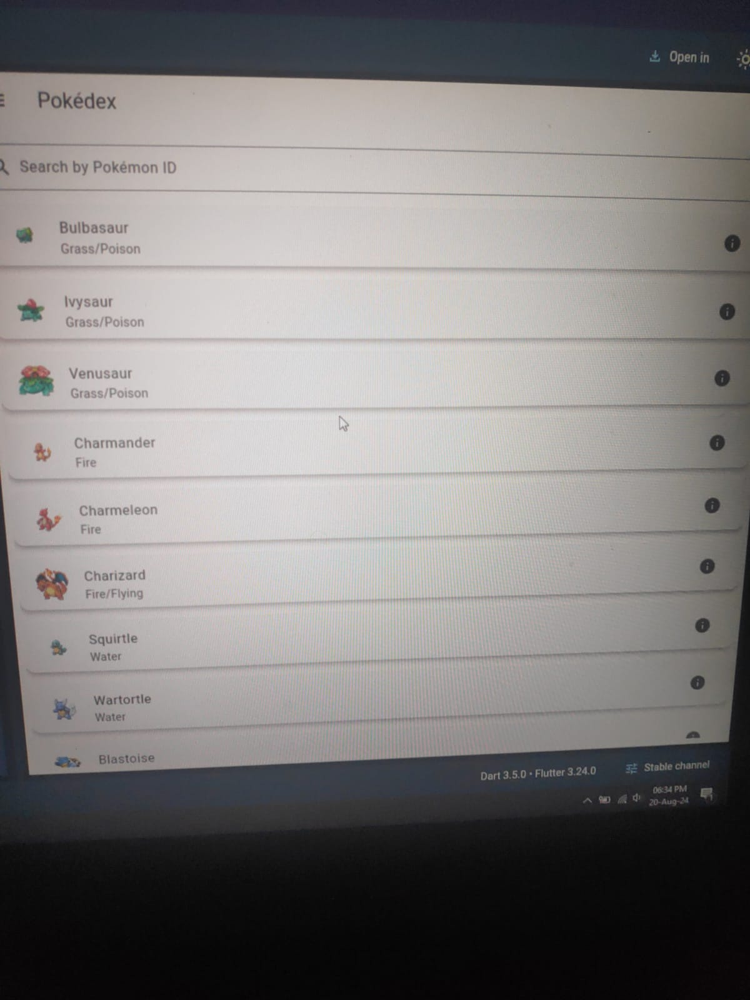 Open in
Pokédex
Search by Pokémon ID
Bulbasaur
Grass/Poison
Ivysaur
Grass/Poison
Venusaur
Grass/Poison
Charmander
Fire
Charmeleon
Fire
Charizard
Fire/Flying
Squirtle
Water
Wartortle
Water
Blastoise
Dart 3.5.0 • Flutter 3.24.0
Stable channel
06:34 PM
20-Aug-24
1